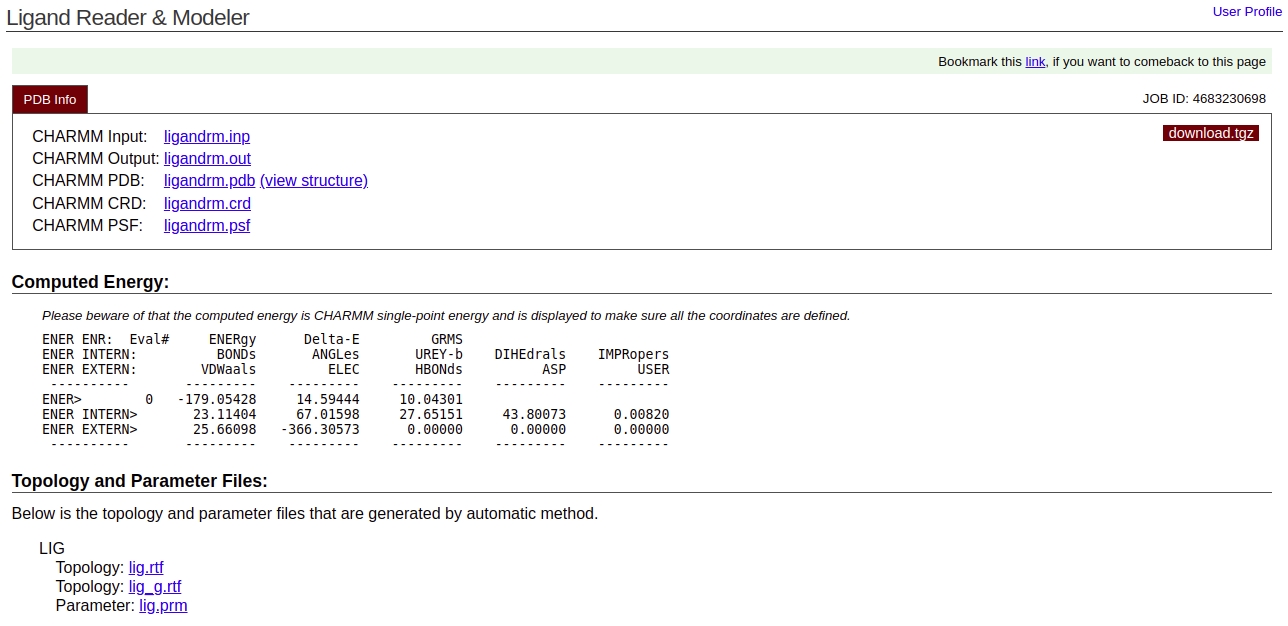 Ligand Reader & Modeler
User Profile
Bookmark this link, if you want to comeback to this page
PDB Info
JOB ID: 4683230698
CHARMM Input: ligandrm.inp
download.tgz
CHARMM Output: ligandrm.out
CHARMM PDB: ligandrm.pdb (view structure)
CHARMM CRD: ligandrm.crd
CHARMM PSF: ligandrm.psf
Computed Energy:
Please beware of that the computed energy is CHARMM single-point energy and is displayed to make sure all the coordinates are defined.
ENER ENR:  Eval#     ENERgy      Delta-E         GRMS
ENER INTERN:          BONDs       ANGLes       UREY-b    DIHEdrals    IMPRopers
ENER EXTERN:        VDWaals         ELEC       HBONds          ASP         USER
 ----------       ---------    ---------    ---------    ---------    ---------
ENER>        0   -179.05428     14.59444     10.04301
ENER INTERN>       23.11404     67.01598     27.65151     43.80073      0.00820
ENER EXTERN>       25.66098   -366.30573      0.00000      0.00000      0.00000
 ----------       ---------    ---------    ---------    ---------    ---------
Topology and Parameter Files:
Below is the topology and parameter files that are generated by automatic method.
LIG
Topology: lig.rtf
Topology: lig_g.rtf
Parameter: lig.prm